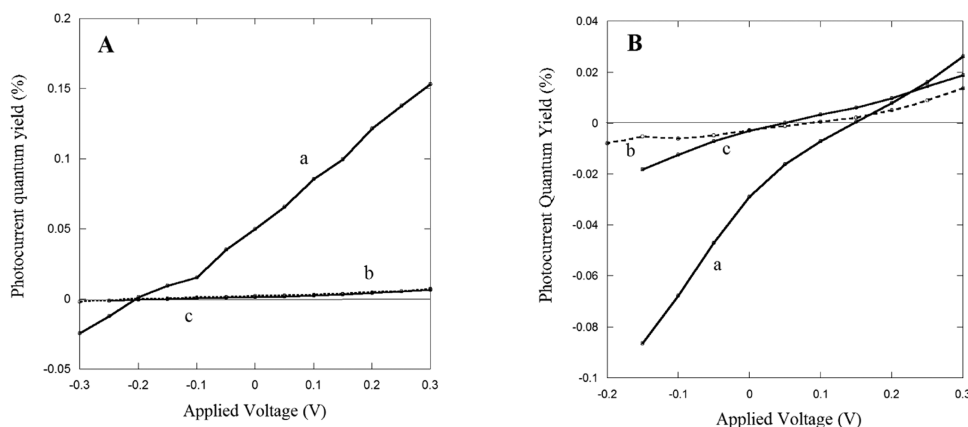 A
0.2
0.15
0.1
0.05
0
-0.05
-0.3
-0.2
-0.1
0
0.1
0.2
0.3
Photocurrent quantum yield (%)
Applied Voltage (V)
a
b
c
B
0.04
0.02
0
-0.02
-0.04
-0.06
-0.08
-0.1
-0.2
-0.1
0
0.1
0.2
0.3
Photocurrent Quantum Yield (%)
Applied Voltage (V)
b
c
a